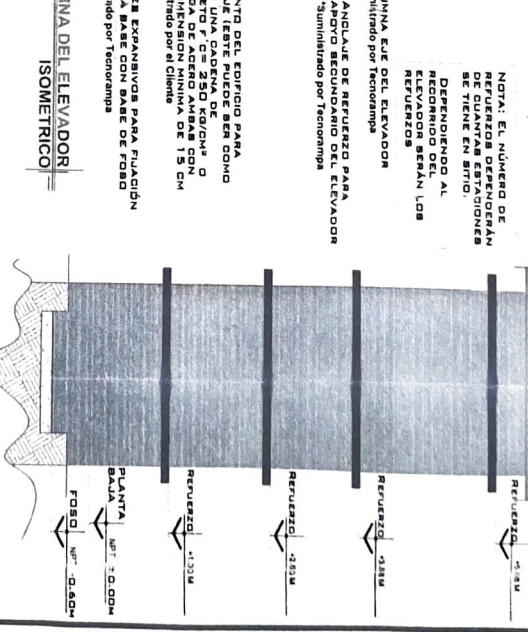 NOTA: EL NÚMERO DE
REFUERZOS DEPENDERÁN
DE CUANTAS ESTACIONES
SE TIENE EN SITIO.
DEPENDIENDO AL
RECORRIDO DEL
ELEVADOR SERÁN LOS
REFUERZOS
MNA EJE DEL ELEVADOR
nistrado por Tecnorampa
ANCLAJE DE REFUERZO PARA
APOYO SECUNDARIO DEL ELEVADOR
*Suministrado por Tecnorampa
NTO DEL EDIFICIO PARA
JE (ESTE PUEDE SER COMO
UNA CADENA DE
ETO F'C= 250 KG/CM² O
GA DE ACERO AMBAS CON
MENSION MINIMA DE 15 CM
trado por el Cliente
ES EXPANSIVOS PARA FIJACIÓN
A BASE CON BASE DE FOSO
ado por Tecnorampa
NA DEL ELEVADOR
ISOMETRICO
REFUERZO
REFUERZO +3.88 M
REFUERZO
REFUERZO +1.30 M
PLANTA
BAJA NPT ±0.00M
FOSO NPT -0.60M